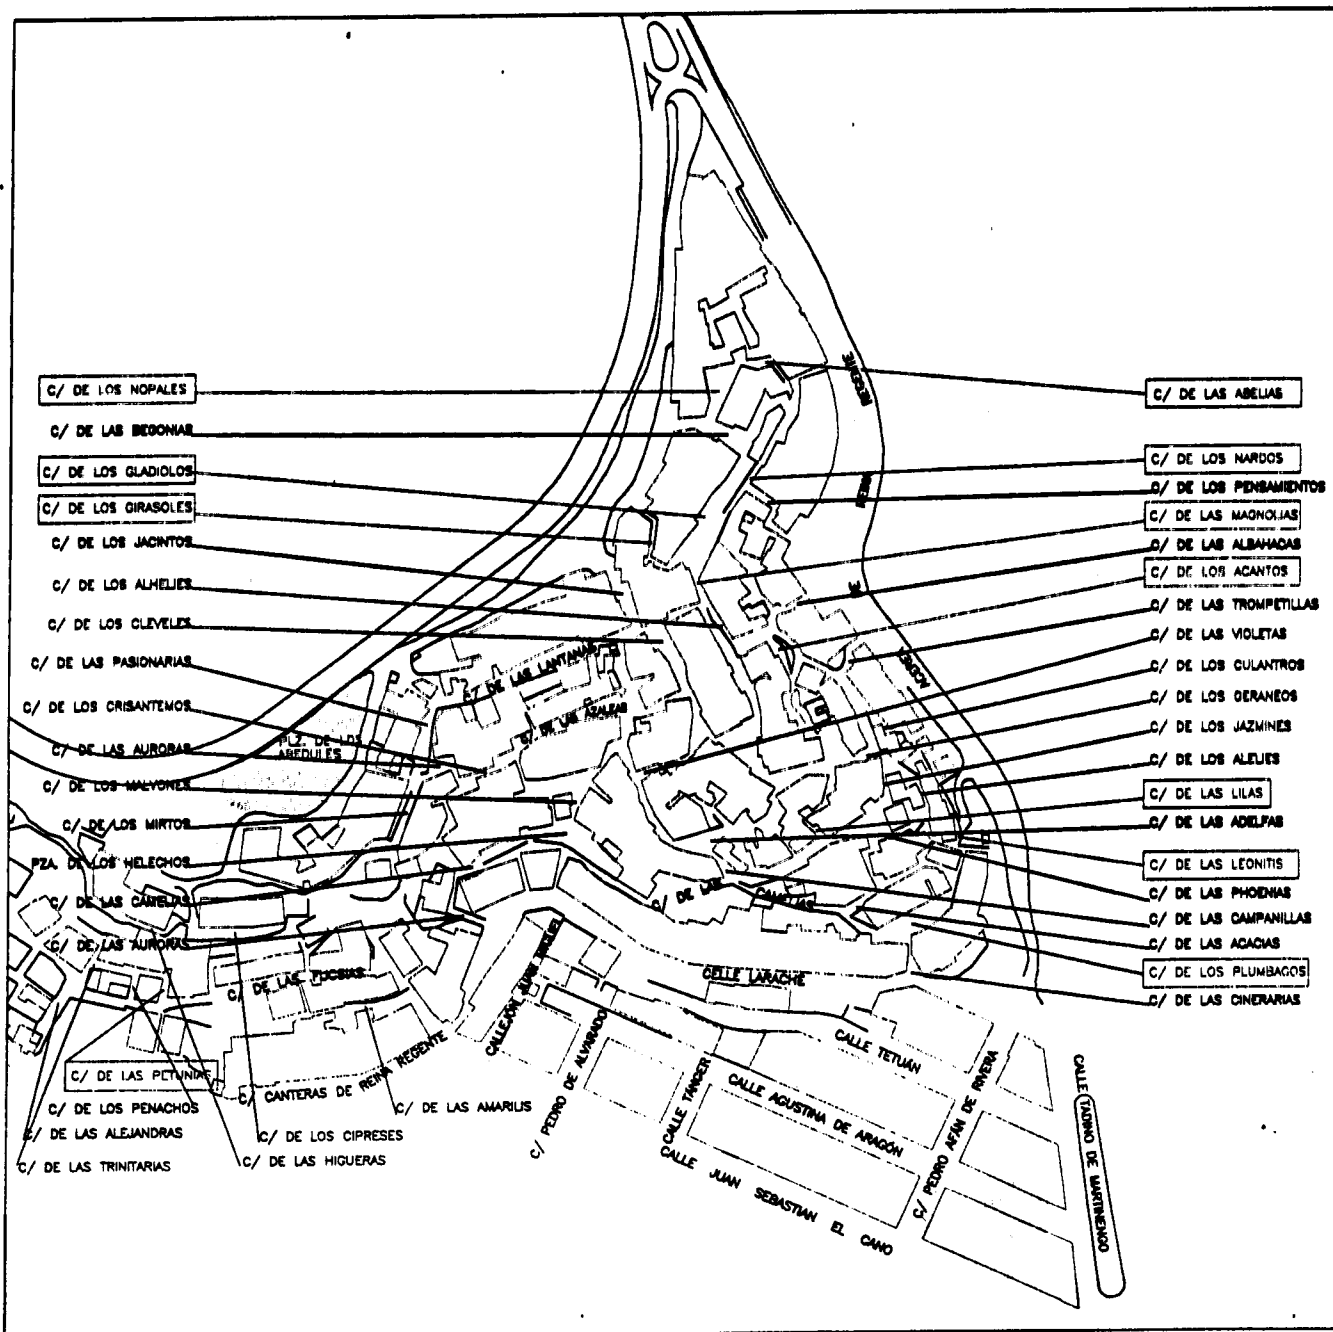 C/ DE LOS NOPALES
C/ DE LAS BEGONIAS
C/ DE LOS GLADIOLOS
C/ DE LOS GIRASOLES
C/ DE LOS JACINTOS
C/ DE LOS ALHELIES
C/ DE LOS CLEVELES
C/ DE LAS PASIONARIAS
C/ DE LOS CRISANTEMOS
C/ DE LAS AURORAS
C/ DE LOS MALVONES
C/ DE LOS MIRTOS
PZA. DE LOS HELECHOS
C/ DE LAS CAMELIAS
C/ DE LAS AURORAS
C/ DE LAS PETUNIAS
C/ DE LOS PENACHOS
C/ DE LAS ALEJANDRAS
C/ DE LAS TRINITARIAS
C/ DE LOS CIPRESES
C/ DE LAS HIGUERAS
C/ DE LAS AMARILIS
PLZ. DE LOS
ABEDULES
C/ DE LAS LANTANAS
C/ DE LAS AZALEAS
C/ DE LAS FUCSIAS
C/ CANTERAS DE REINA REGENTE
C/ DE LAS CAMELIAS
CELLE LARACHE
CALLEJÓN
C/ PEDRO DE ALVARADO
CALLE TÁNGER
CALLE TETUÁN
CALLE AGUSTINA DE ARAGÓN
CALLE JUAN SEBASTIAN EL CANO
C/ PEDRO AFÁN DE RIVERA
CALLE TADINO DE MARTINENGO
ACERA DE REINA REGENTE
C/ DE LAS ABELIAS
C/ DE LOS NARDOS
C/ DE LOS PENSAMIENTOS
C/ DE LAS MAGNOLIAS
C/ DE LAS ALBAHACAS
C/ DE LOS ACANTOS
C/ DE LAS TROMPETILLAS
C/ DE LAS VIOLETAS
C/ DE LOS CULANTROS
C/ DE LOS GERANEOS
C/ DE LOS JAZMINES
C/ DE LOS ALELIES
C/ DE LAS LILAS
C/ DE LAS ADELFAS
C/ DE LAS LEONITIS
C/ DE LAS PHOENIAS
C/ DE LAS CAMPANILLAS
C/ DE LAS ACACIAS
C/ DE LOS PLUMBAGOS
C/ DE LAS CINERARIAS